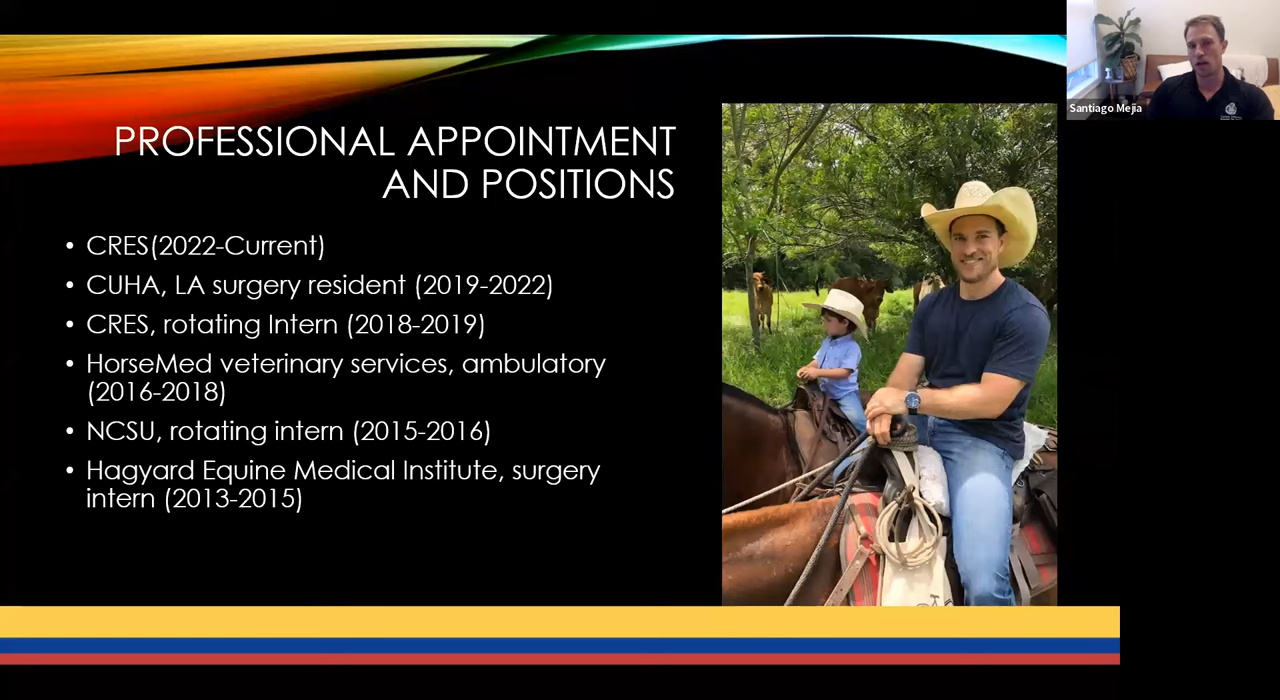 Santiago Mejia
PROFESSIONAL APPOINTMENT
AND POSITIONS
• CRES(2022-Current)
• CUHA, LA surgery resident (2019-2022)
• CRES, rotating Intern (2018-2019)
• HorseMed veterinary services, ambulatory
(2016-2018)
• NCSU, rotating intern (2015-2016)
• Hagyard Equine Medical Institute, surgery
intern (2013-2015)